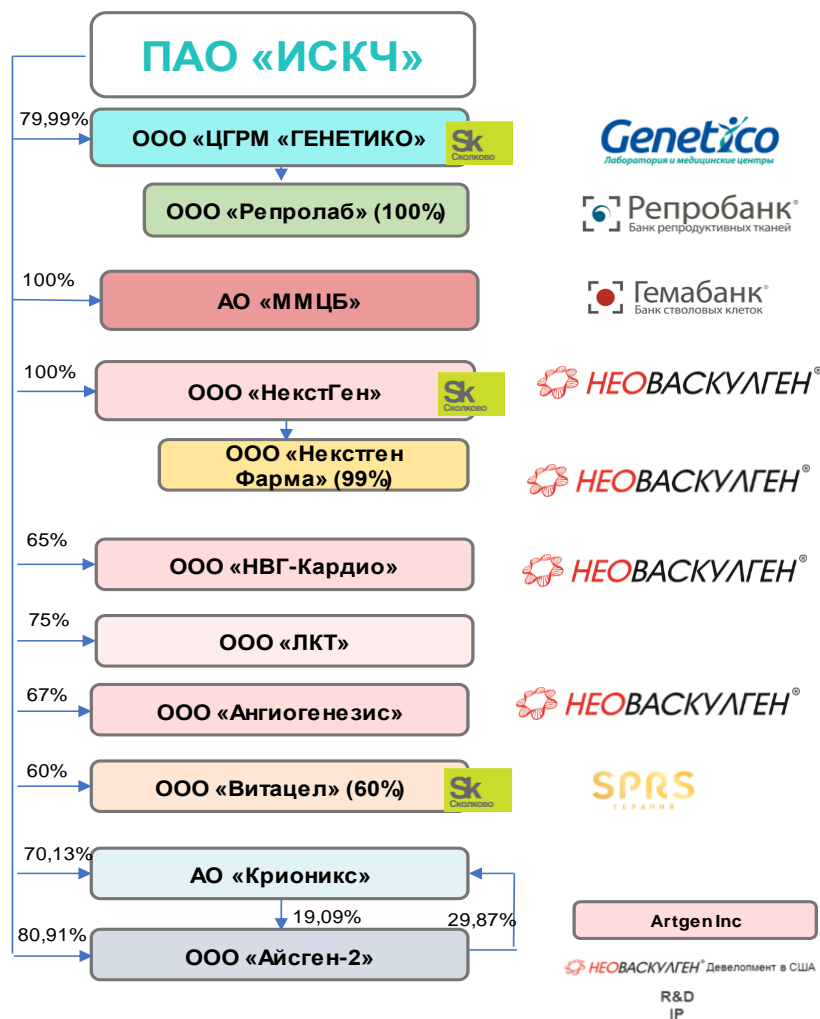 ПАО «ИСКЧ»
79,99%
ООО «ЦГРМ «ГЕНЕТИКО»
Sk
Сколково
Genetico
Лаборатория и медицинские центры
ООО «Репролаб» (100%)
Репробанк®
Банк репродуктивных тканей
100%
АО «ММЦБ»
Гемабанк®
Банк стволовых клеток
100%
ООО «НекстГен»
Sk
Сколково
НЕОВАСКУЛГЕН®
ООО «Некстген
Фарма» (99%)
НЕОВАСКУЛГЕН®
65%
ООО «НВГ-Кардио»
НЕОВАСКУЛГЕН®
75%
ООО «ЛКТ»
67%
ООО «Ангиогенезис»
НЕОВАСКУЛГЕН®
60%
ООО «Витацел» (60%)
Sk
Сколково
SPRS
ТЕРАПИЯ
70,13%
АО «Крионикс»
19,09%
29,87%
Artgen Inc
80,91%
ООО «Айсген-2»
НЕОВАСКУЛГЕН® Девелопмент в США
R&D
IP